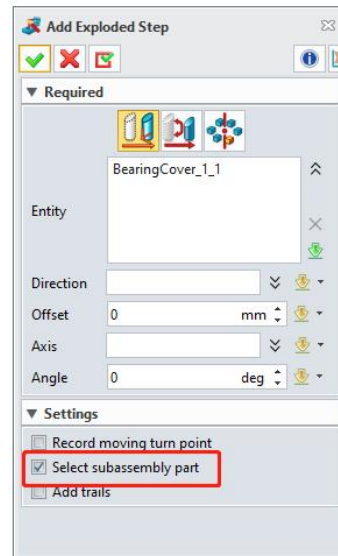 Add Exploded Step
Required
BearingCover_1_1
Entity
Direction
Offset 0 mm
Axis
Angle 0 deg
Settings
Record moving turn point
Select subassembly part
Add trails